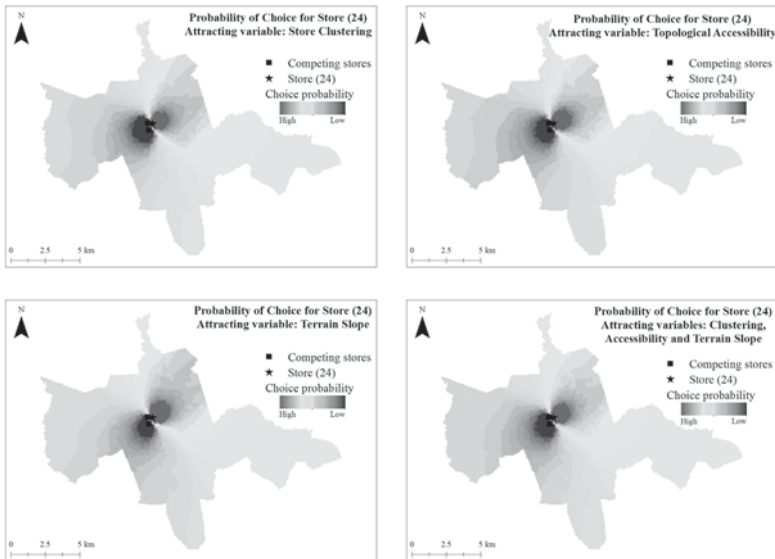 N
Probability of Choice for Store (24)
Attracting variable: Store Clustering
Competing stores
Store (24)
Choice probability
High Low
0 2.5 5 km
N
Probability of Choice for Store (24)
Attracting variable: Topological Accessibility
Competing stores
Store (24)
Choice probability
High Low
0 2.5 5 km
N
Probability of Choice for Store (24)
Attracting variable: Terrain Slope
Competing stores
Store (24)
Choice probability
High Low
0 2.5 5 km
N
Probability of Choice for Store (24)
Attracting variables: Clustering,
Accessibility and Terrain Slope
Competing stores
Store (24)
Choice probability
High Low
0 2.5 5 km